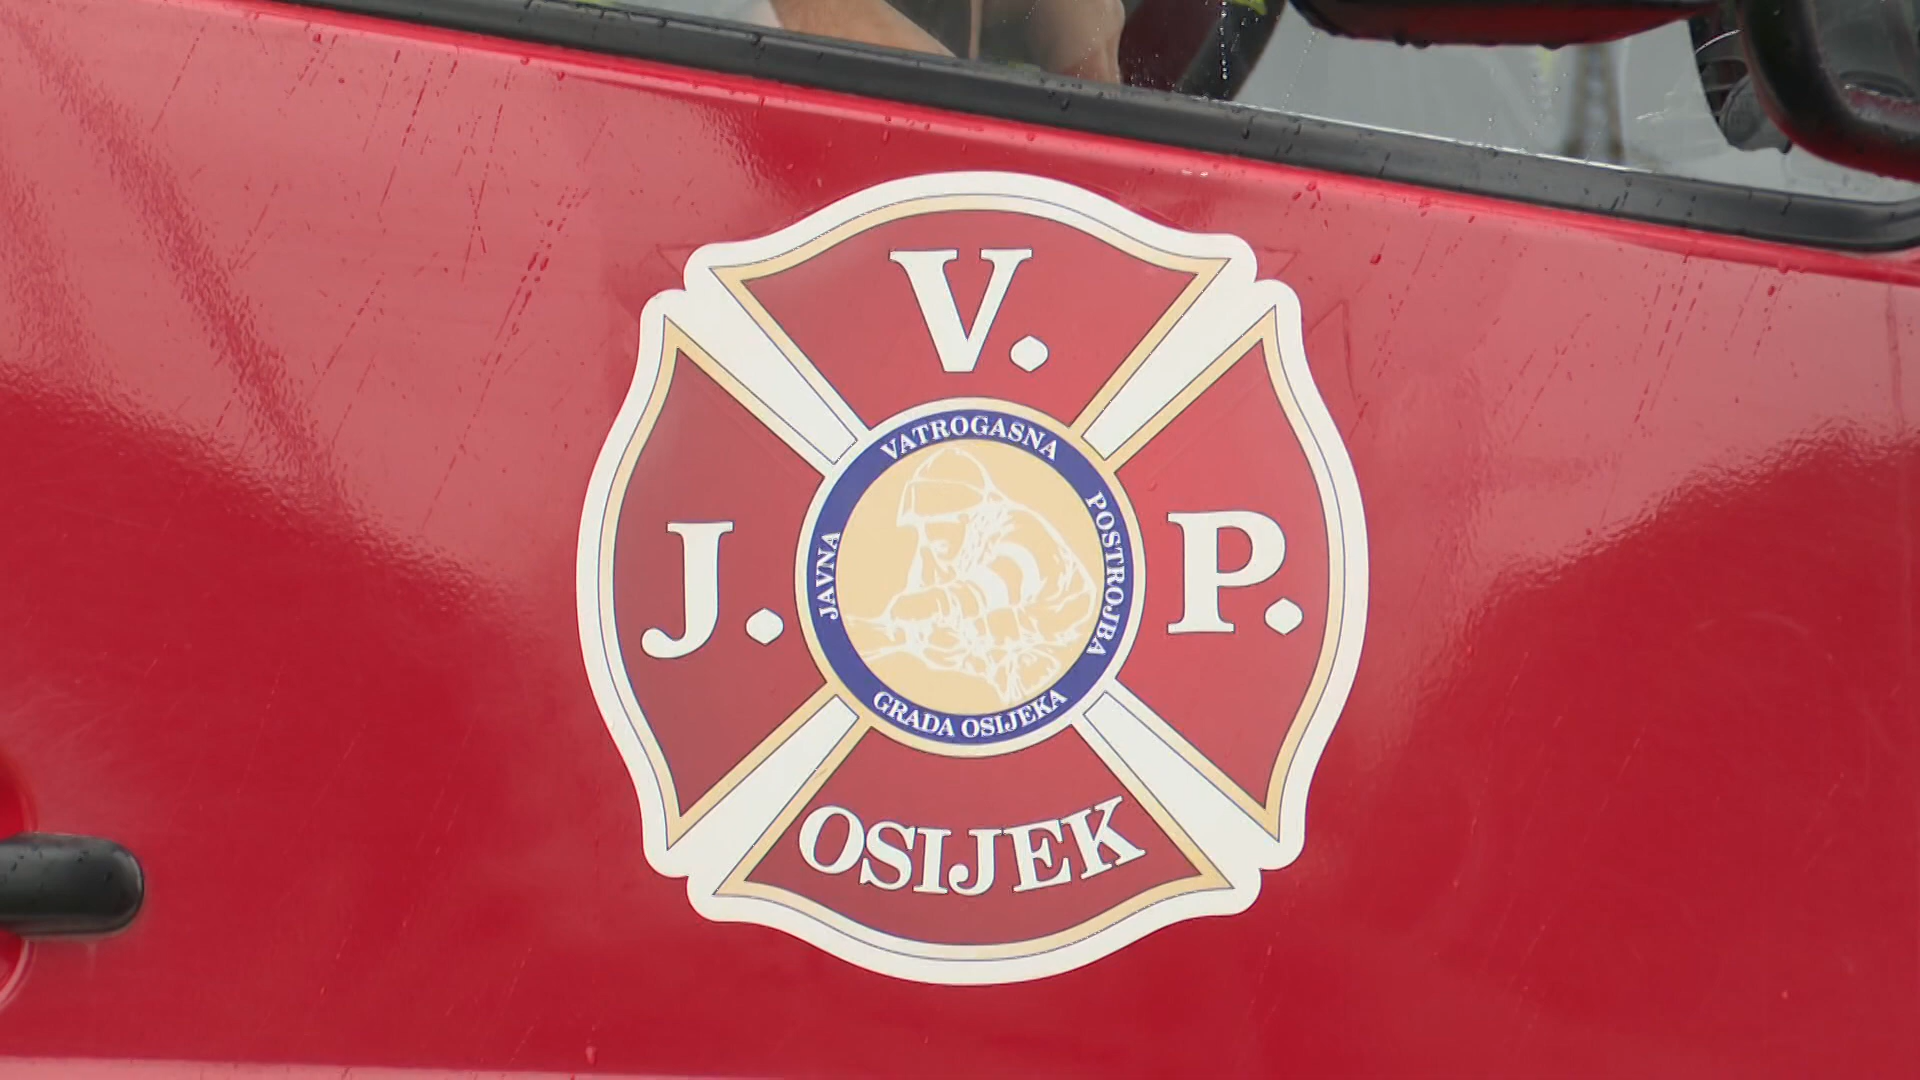 V.
J.
P.
VATROGASNA
JAVNA
POSTROJBA
GRADA OSIJEKA
OSIJEK